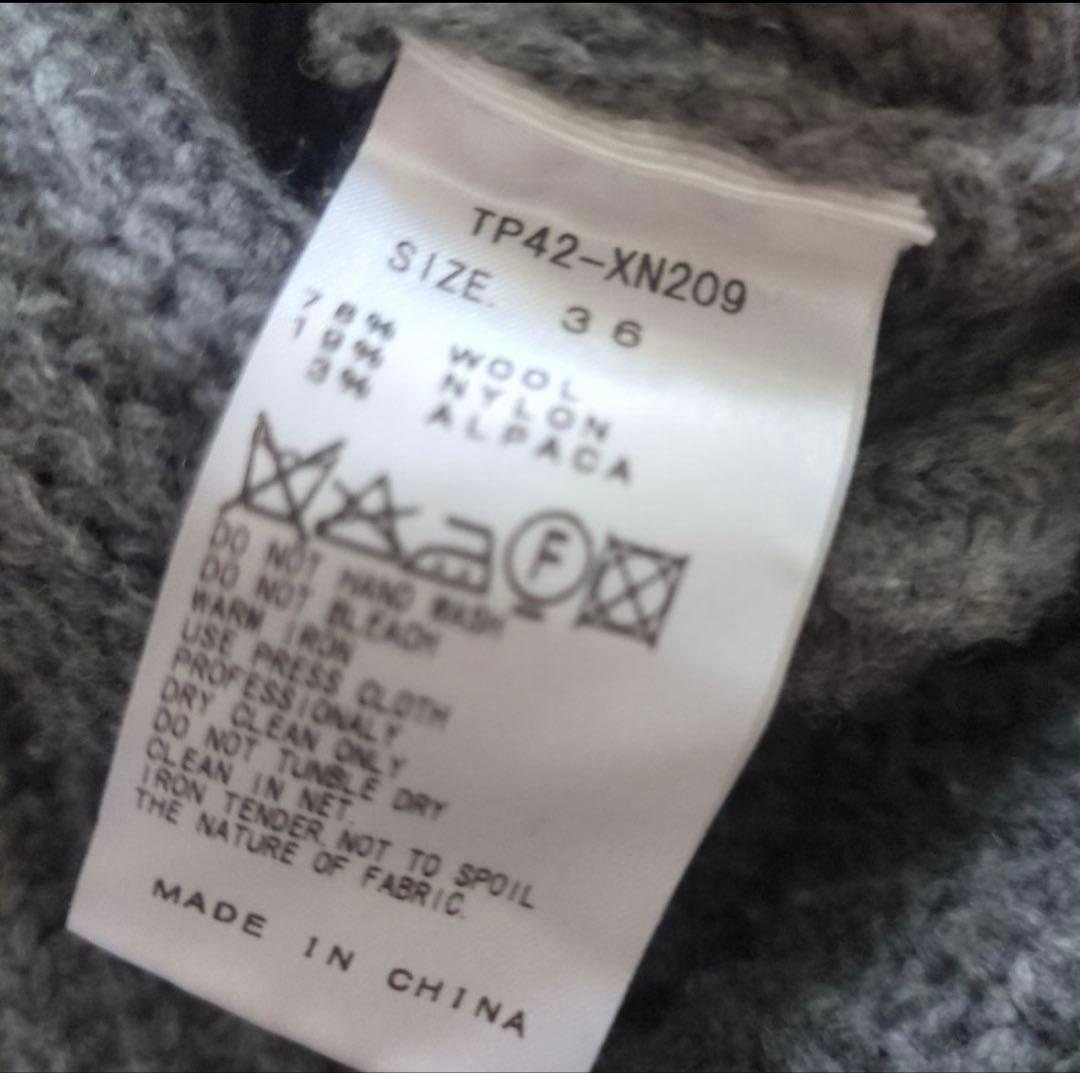 TP42-XN209
SIZE. 36
78% WOOL
19% NYLON
3% ALPACA
F
DO NOT HAND WASH
DO NOT BLEACH
WARM IRON
USE PRESS CLOTH
PROFESSIONALY
DRY CLEAN ONLY
DO NOT TUNBLE DRY
CLEAN IN NET.
IRON TENDER, NOT TO SPOIL
THE NATURE OF FABRIC.
MADE IN CHINA